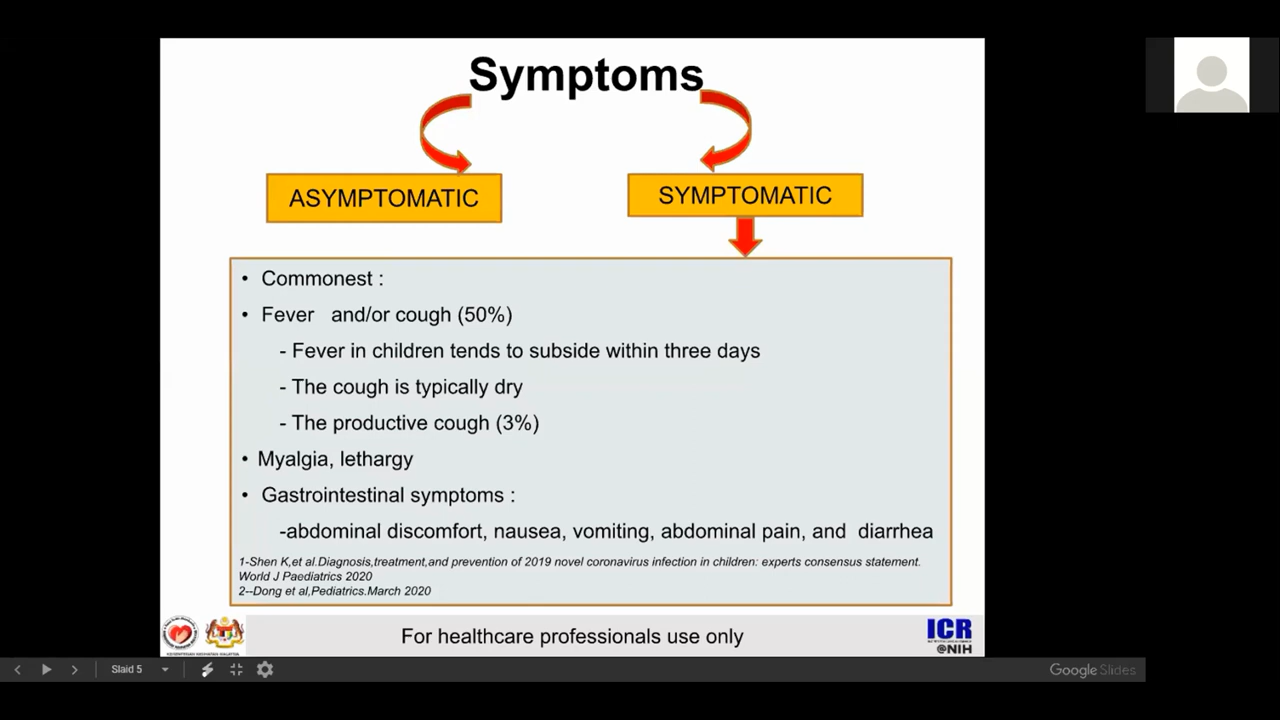 Symptoms
ASYMPTOMATIC
SYMPTOMATIC
• Commonest :
• Fever and/or cough (50%)
- Fever in children tends to subside within three days
- The cough is typically dry
- The productive cough (3%)
• Myalgia, lethargy
• Gastrointestinal symptoms :
-abdominal discomfort, nausea, vomiting, abdominal pain, and diarrhea
1-Shen K,et al.Diagnosis,treatment,and prevention of 2019 novel coronavirus infection in children: experts consensus statement.
World J Paediatrics 2020
2--Dong et al,Pediatrics.March 2020
For healthcare professionals use only
ICR
@NIH
Slaid 5
Google Slides